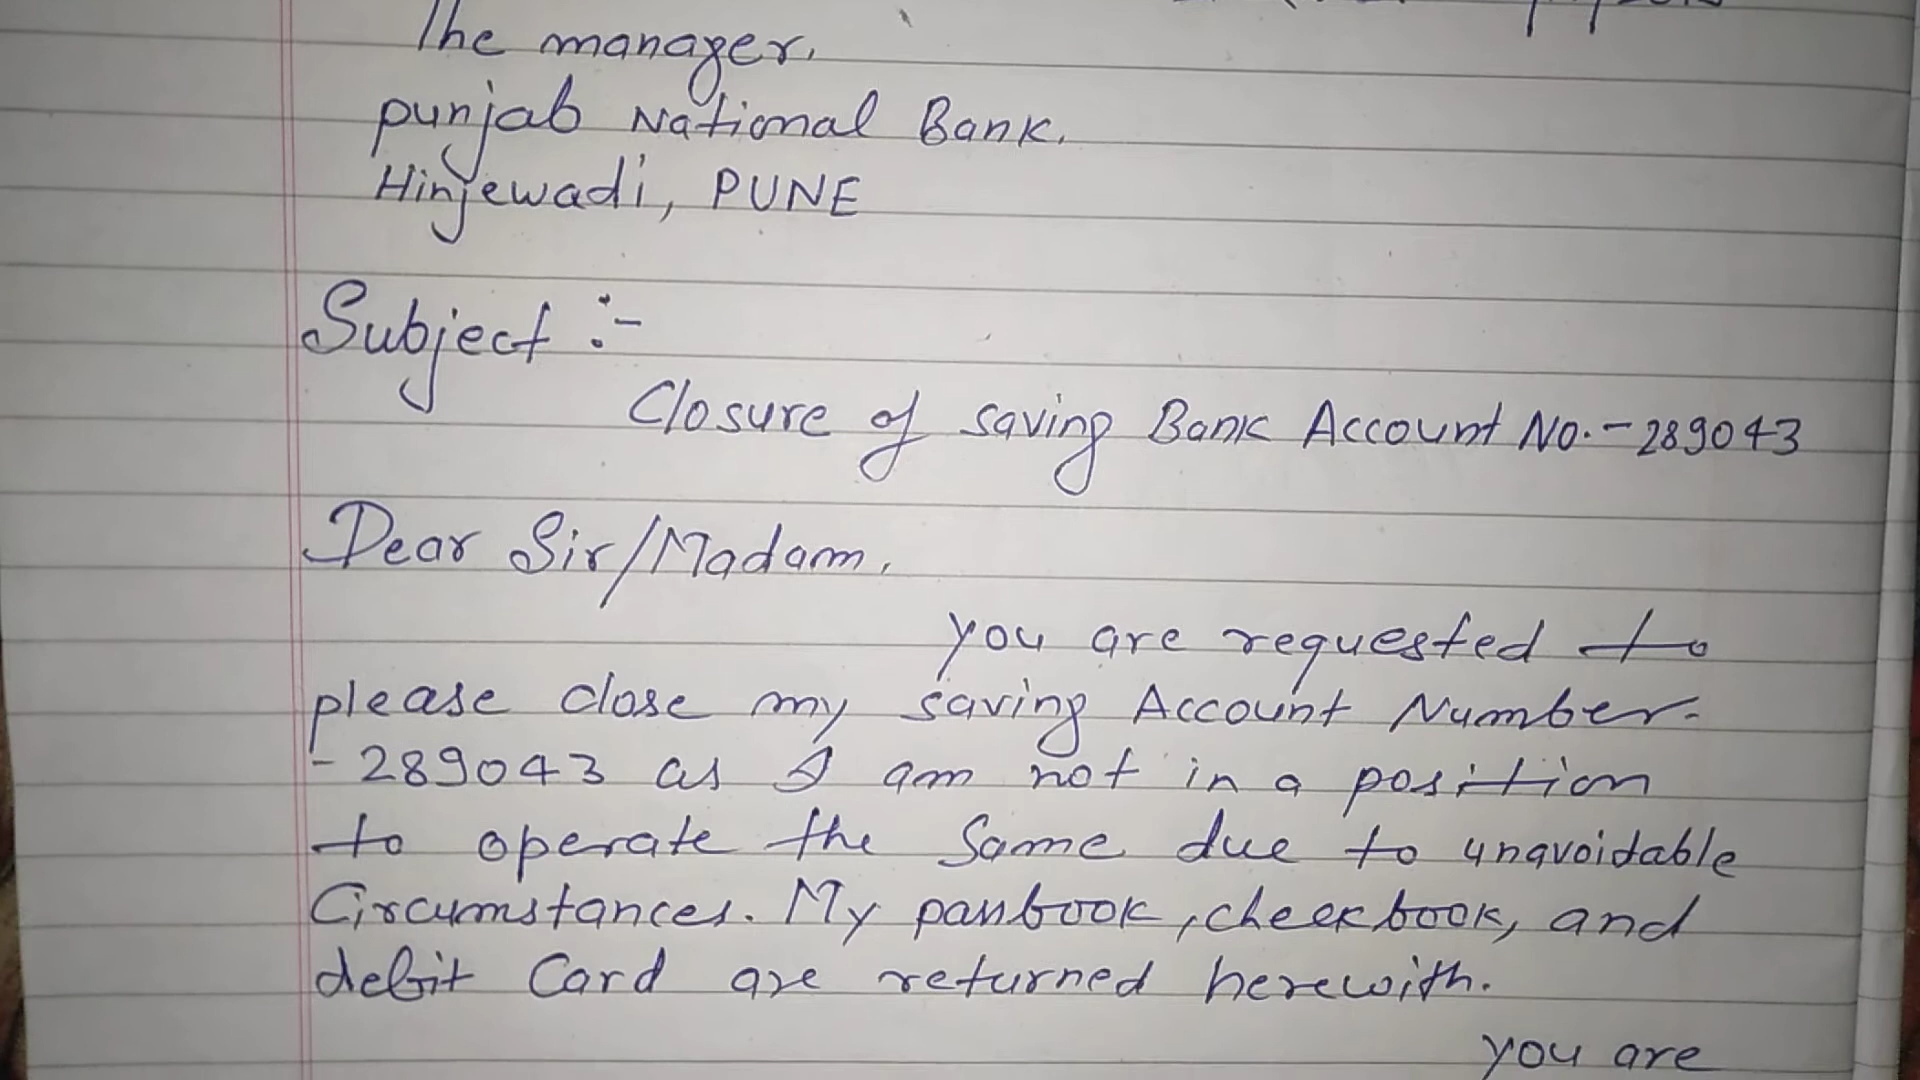 The manager,
punjab National Bank.
Hinjewadi, PUNE
Subject :-
Closure of saving Bank Account No.-289043
Dear Sir/Madam,
you are requested to
please close my saving Account Number-
- 289043 as I am not in a position
to operate the same due to unavoidable
Circumstances. My passbook, cheek book, and
debit Card are returned herewith.
you are